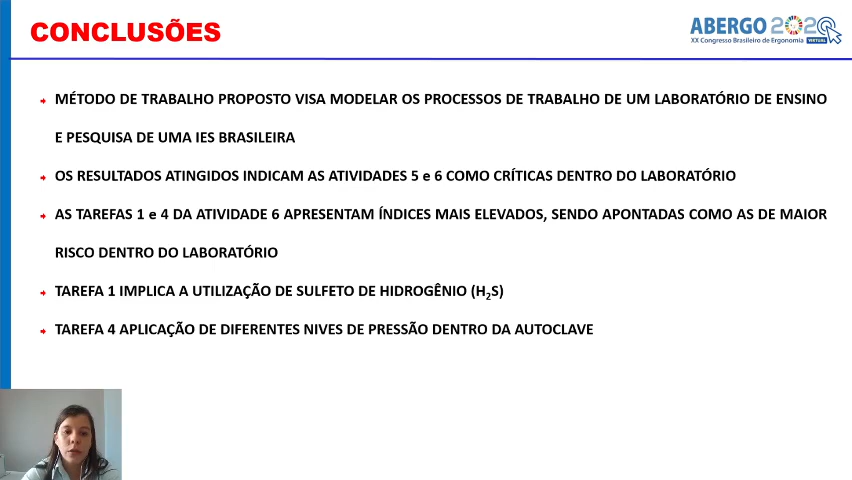 CONCLUSÕES
ABERGO 2020
XX Congresso Brasileiro de Ergonomia VIRTUAL
MÉTODO DE TRABALHO PROPOSTO VISA MODELAR OS PROCESSOS DE TRABALHO DE UM LABORATÓRIO DE ENSINO
E PESQUISA DE UMA IES BRASILEIRA
OS RESULTADOS ATINGIDOS INDICAM AS ATIVIDADES 5 e 6 COMO CRÍTICAS DENTRO DO LABORATÓRIO
AS TAREFAS 1 e 4 DA ATIVIDADE 6 APRESENTAM ÍNDICES MAIS ELEVADOS, SENDO APONTADAS COMO AS DE MAIOR
RISCO DENTRO DO LABORATÓRIO
TAREFA 1 IMPLICA A UTILIZAÇÃO DE SULFETO DE HIDROGÊNIO (H₂S)
TAREFA 4 APLICAÇÃO DE DIFERENTES NIVES DE PRESSÃO DENTRO DA AUTOCLAVE